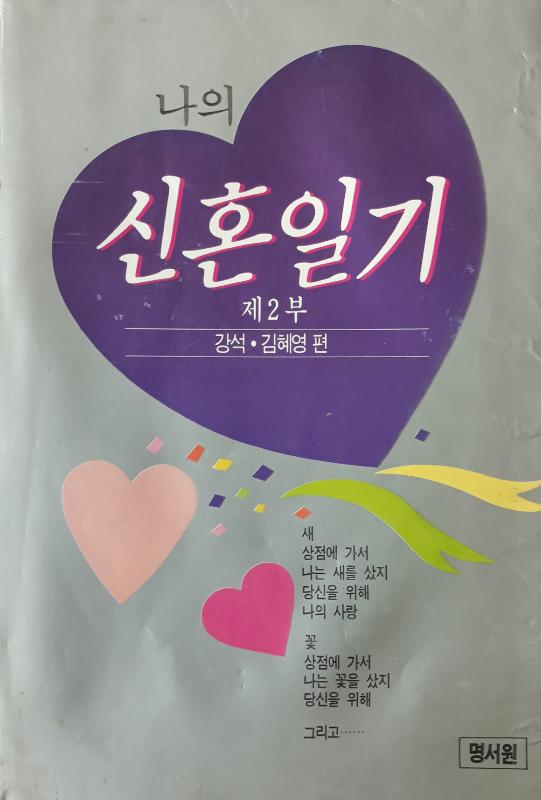 나의
신혼일기
제2부
강석 • 김혜영 편
새
상점에 가서
나는 새를 샀지
당신을 위해
나의 사랑
꽃
상점에 가서
나는 꽃을 샀지
당신을 위해
그리고……
명서원